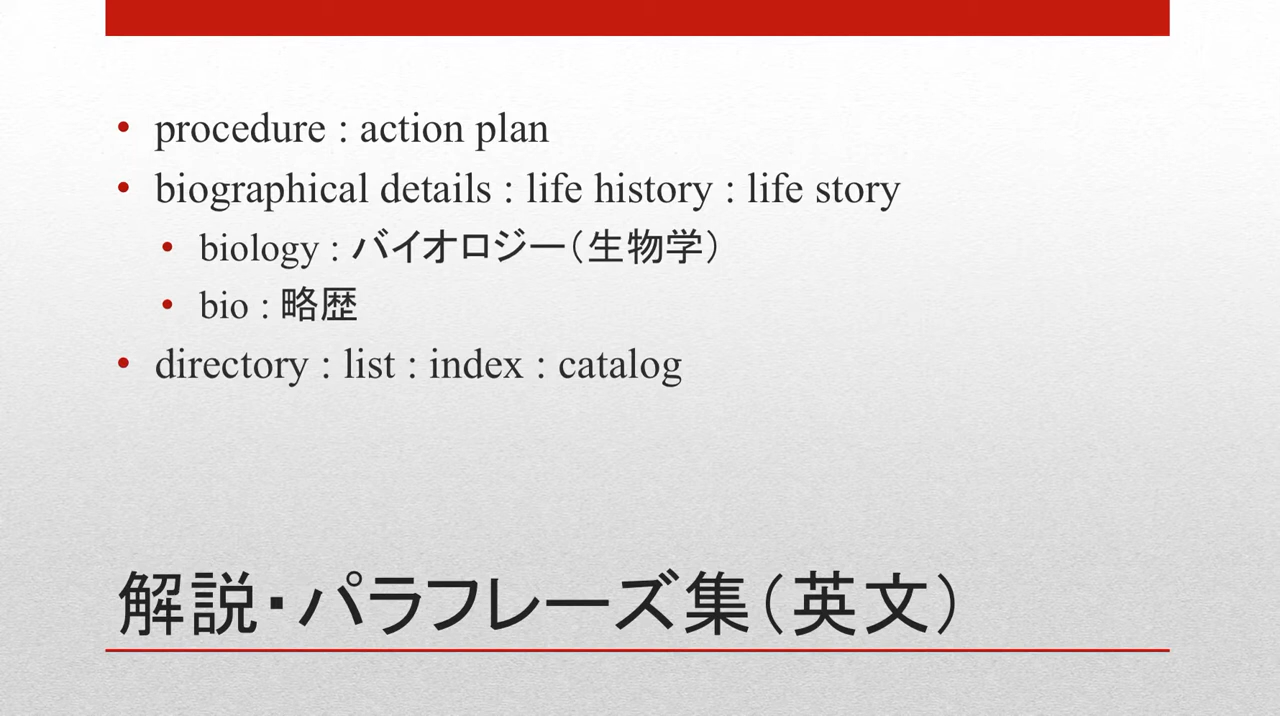 • procedure : action plan
• biographical details : life history : life story
• biology : バイオロジー（生物学）
• bio : 略歴
• directory : list : index : catalog
解説・パラフレーズ集（英文）